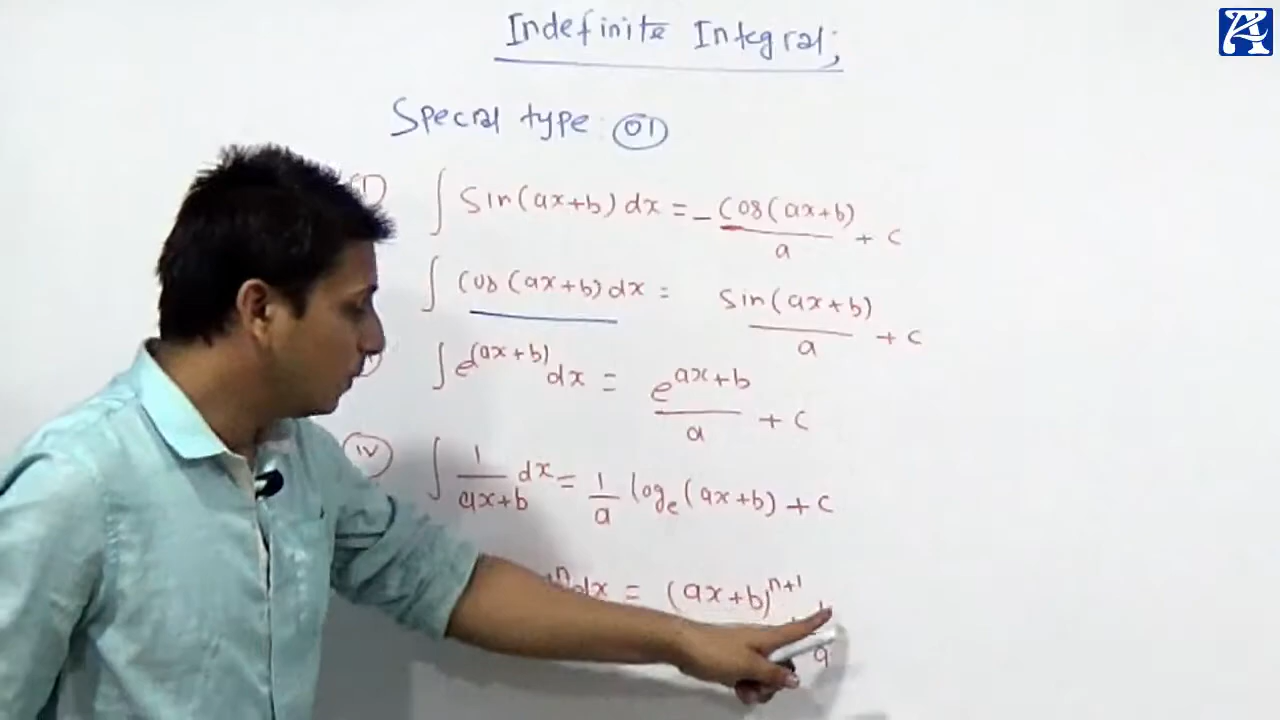 Indefinite Integral;
Special type: 01
(I) ∫ Sin(ax+b) dx = -Cos(ax+b)/a + c
∫ Cos(ax+b) dx = Sin(ax+b)/a + c
∫ e^(ax+b) dx = e^(ax+b)/a + c
(iv) ∫ 1/(ax+b) dx = 1/a log_e (ax+b) + c
^n dx = (ax+b)^(n+1)
a